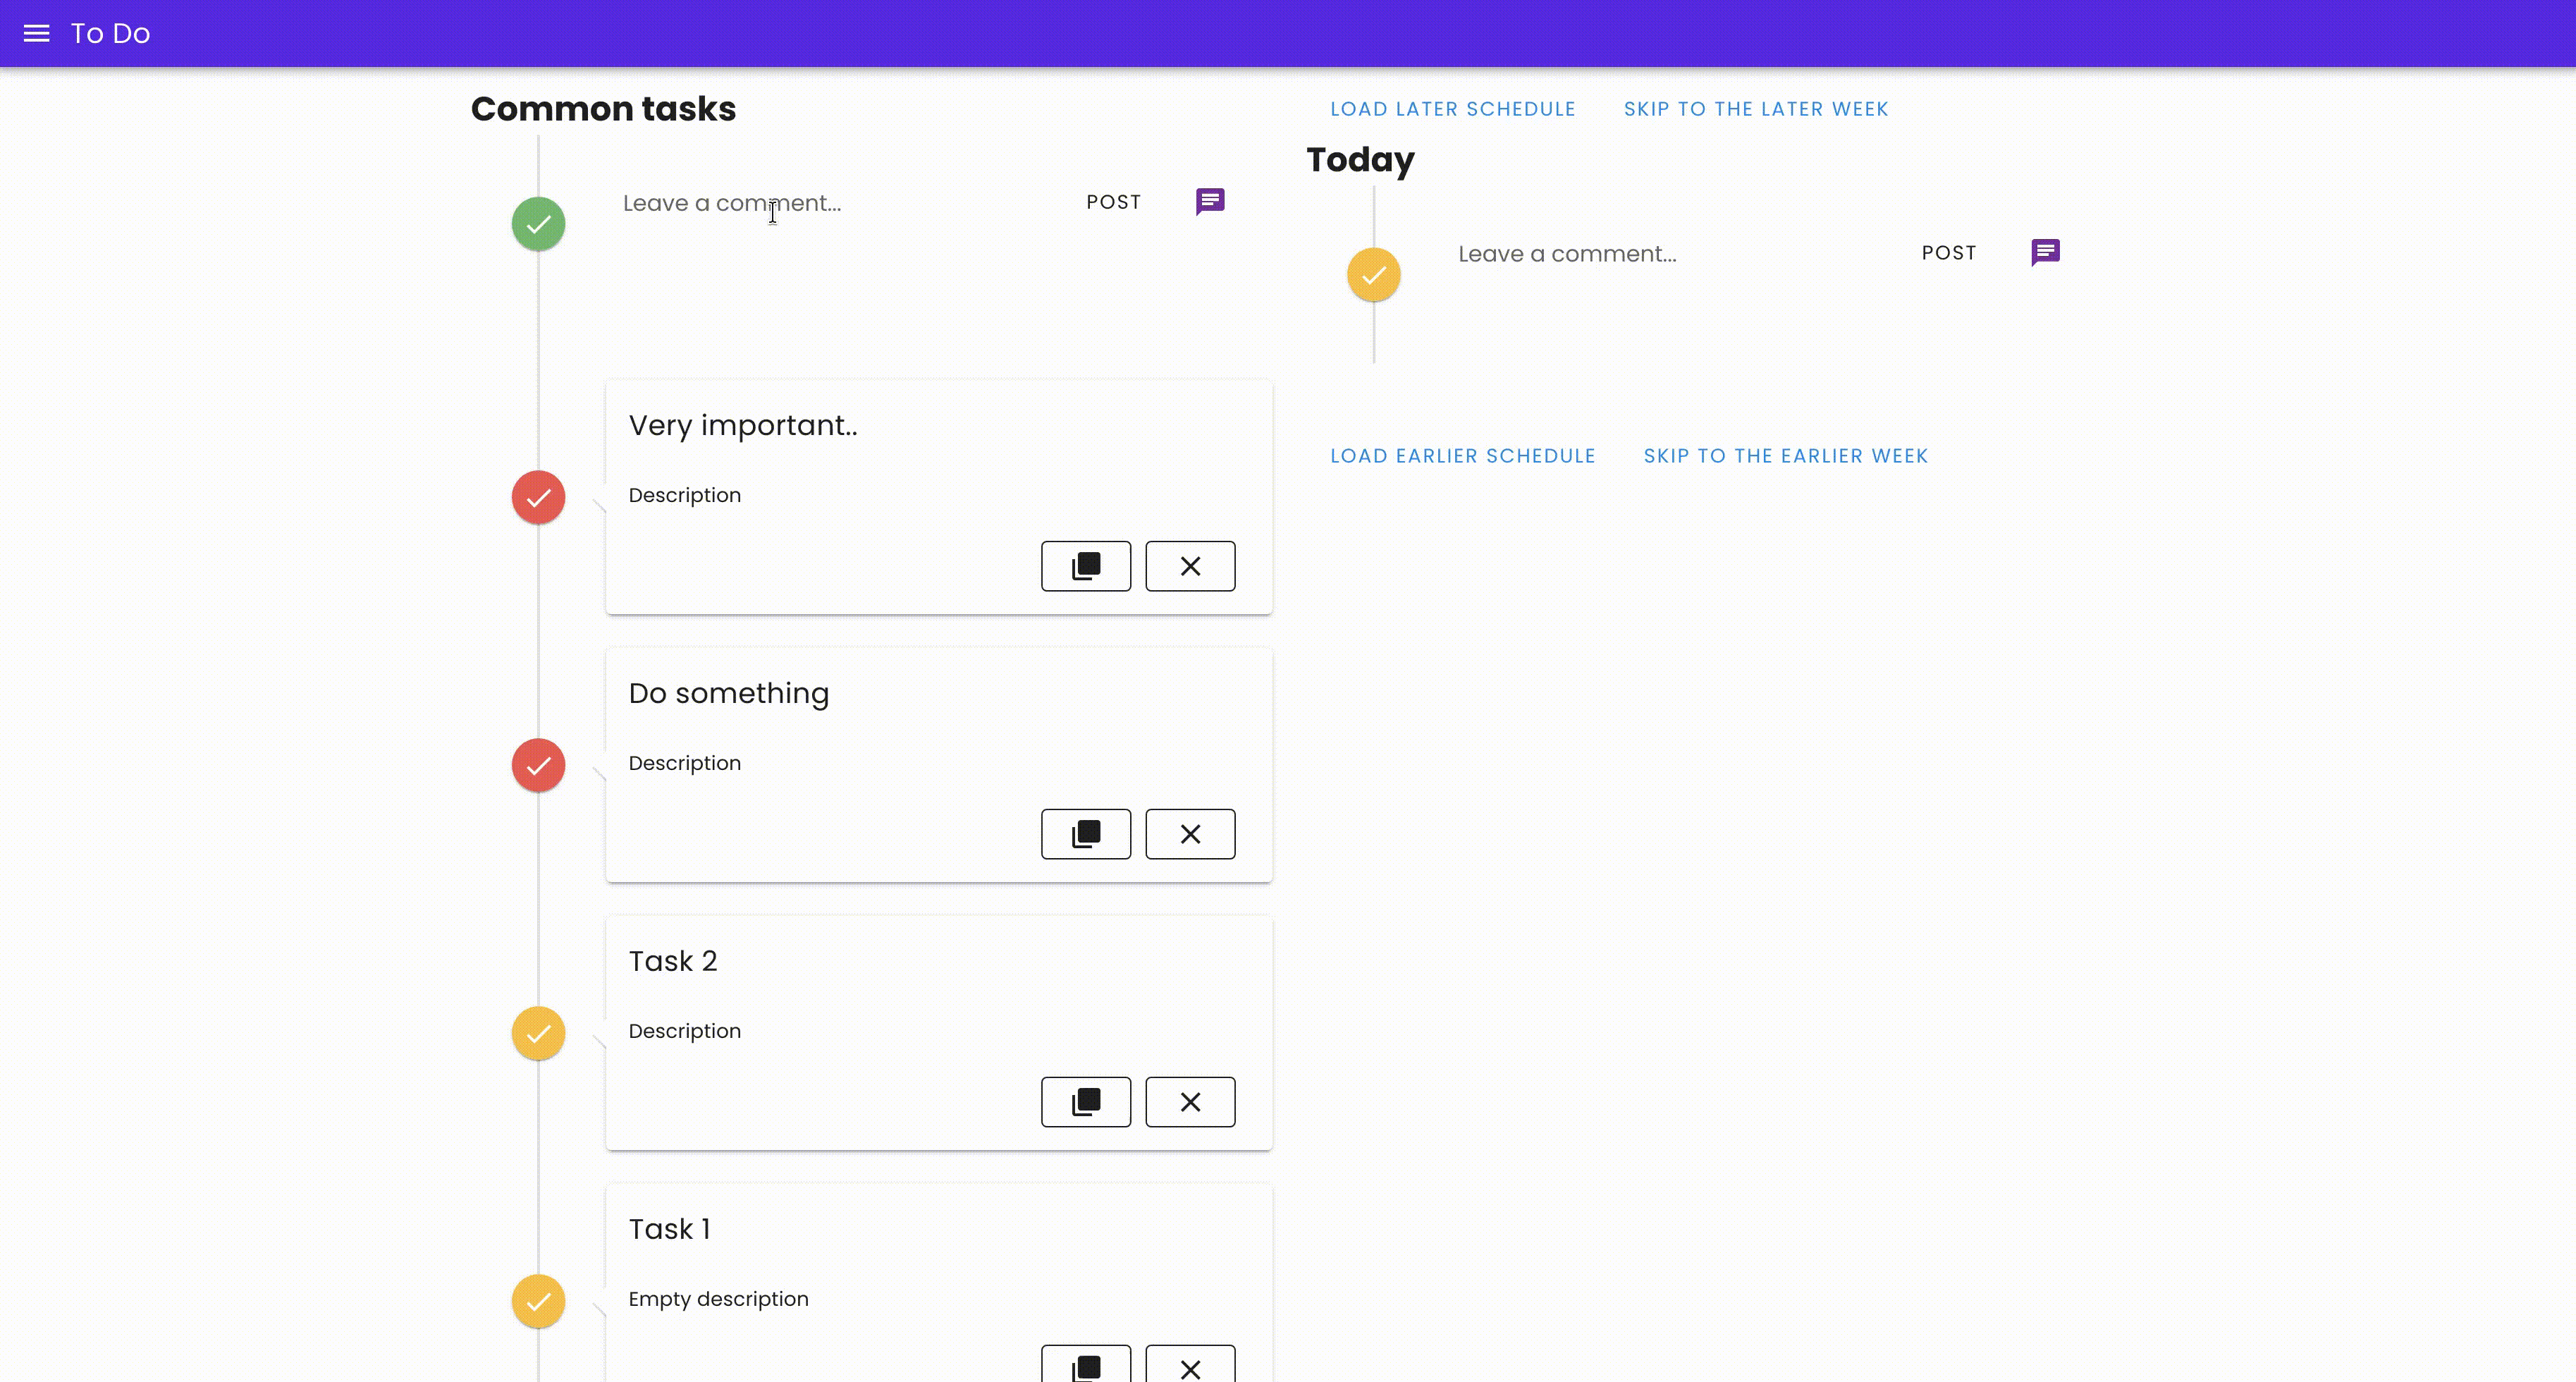 To Do
Common tasks
Leave a comment...
POST
Very important..
Description
Do something
Description
Task 2
Description
Task 1
Empty description
LOAD LATER SCHEDULE
SKIP TO THE LATER WEEK
Today
Leave a comment...
POST
LOAD EARLIER SCHEDULE
SKIP TO THE EARLIER WEEK